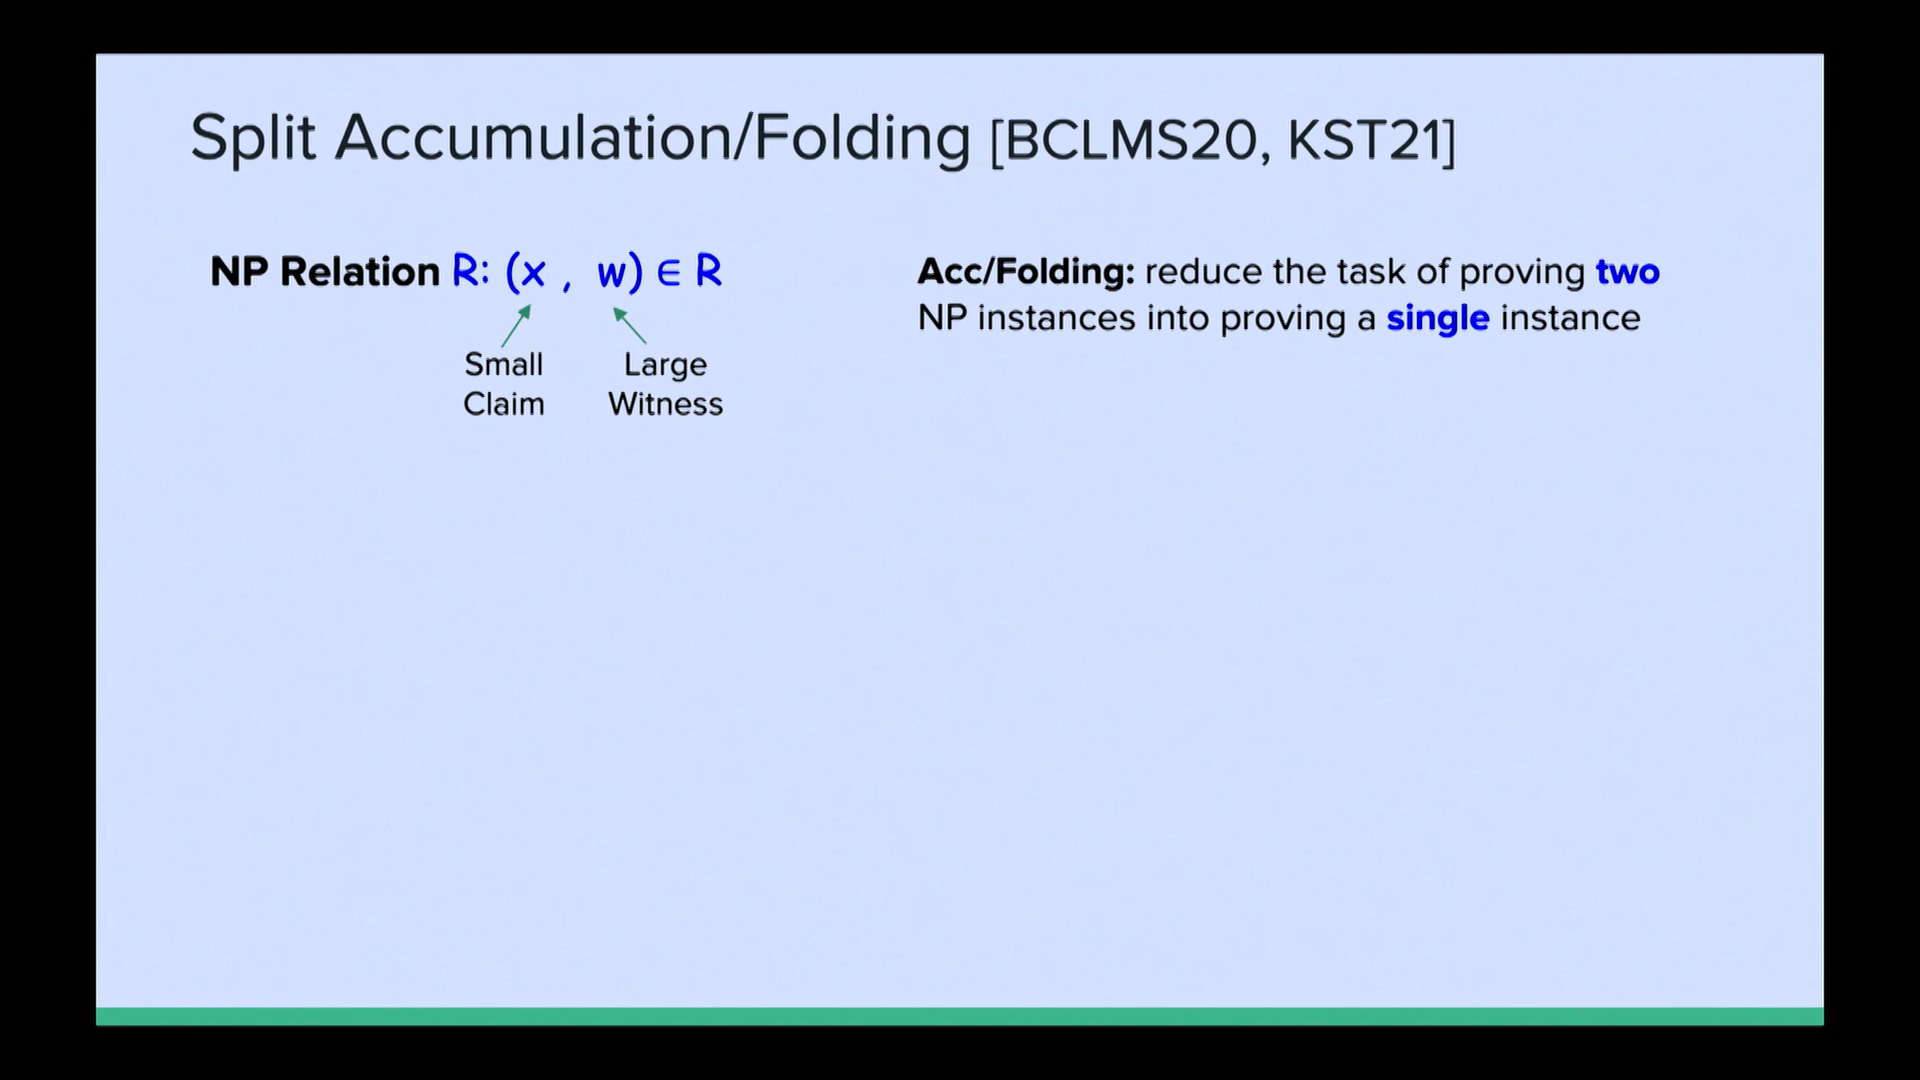 Split Accumulation/Folding [BCLMS20, KST21]
NP Relation R: (x , w) ∈ R
Small Claim
Large Witness
Acc/Folding: reduce the task of proving two
NP instances into proving a single instance